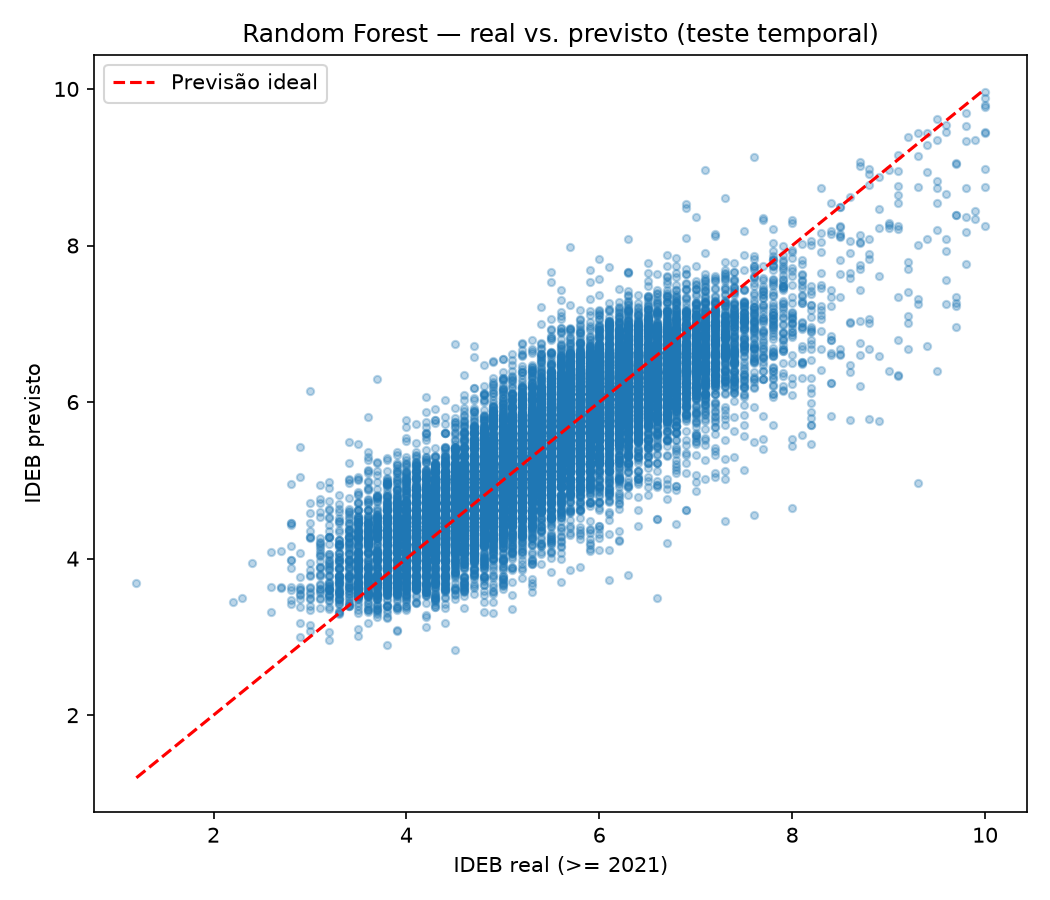 Random Forest — real vs. previsto (teste temporal)
Previsão ideal
10
8
6
4
2
IDEB previsto
2 4 6 8 10
IDEB real (>= 2021)